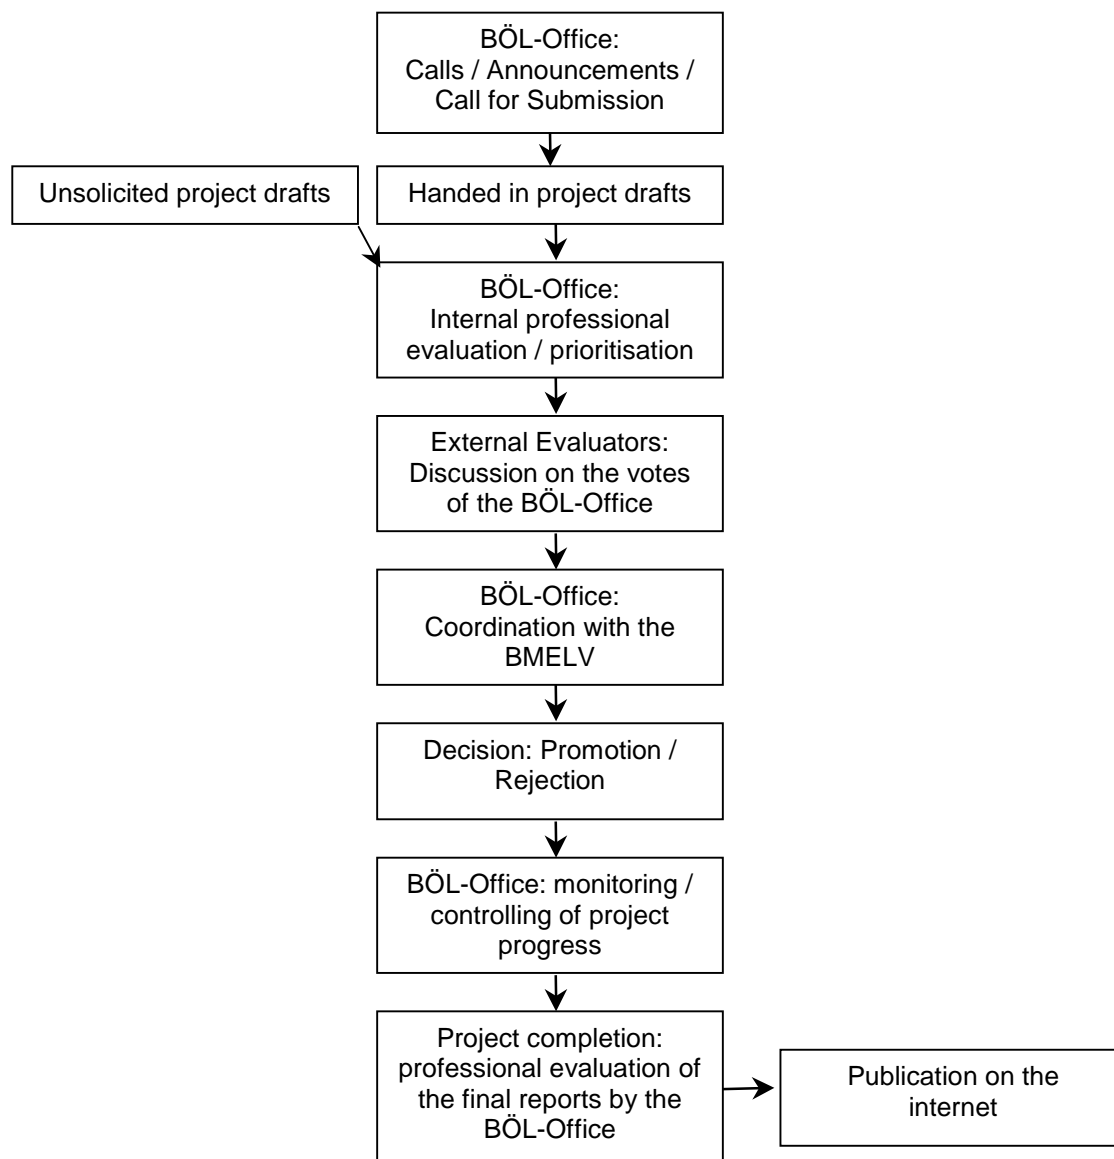 BÖL-Office:
Calls / Announcements /
Call for Submission
Unsolicited project drafts
Handed in project drafts
BÖL-Office:
Internal professional
evaluation / prioritisation
External Evaluators:
Discussion on the votes
of the BÖL-Office
BÖL-Office:
Coordination with the
BMELV
Decision: Promotion /
Rejection
BÖL-Office: monitoring /
controlling of project
progress
Project completion:
professional evaluation of
the final reports by the
BÖL-Office
Publication on the
internet